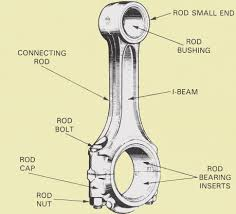 ROD SMALL END
ROD
BUSHING
CONNECTING
ROD
I-BEAM
ROD
BOLT
ROD
BEARING
INSERTS
ROD
CAP
ROD
NUT